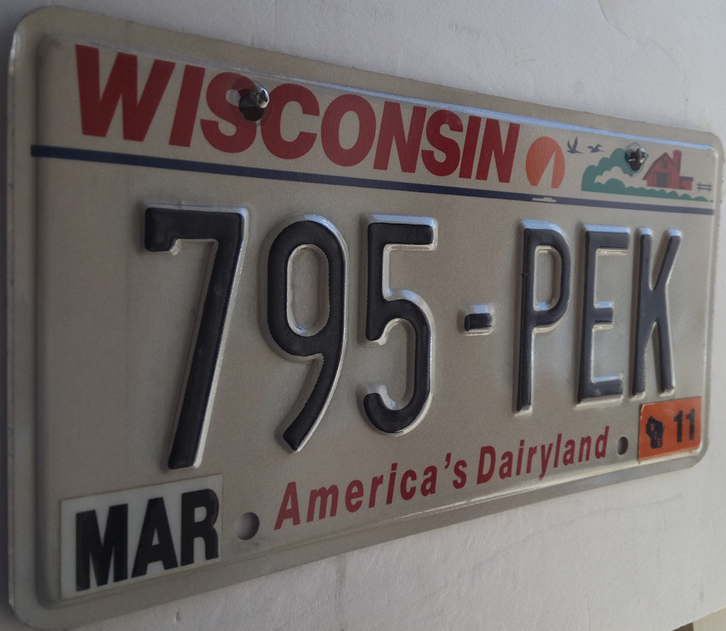 WISCONSIN
795-PEK
America's Dairyland
MAR
11